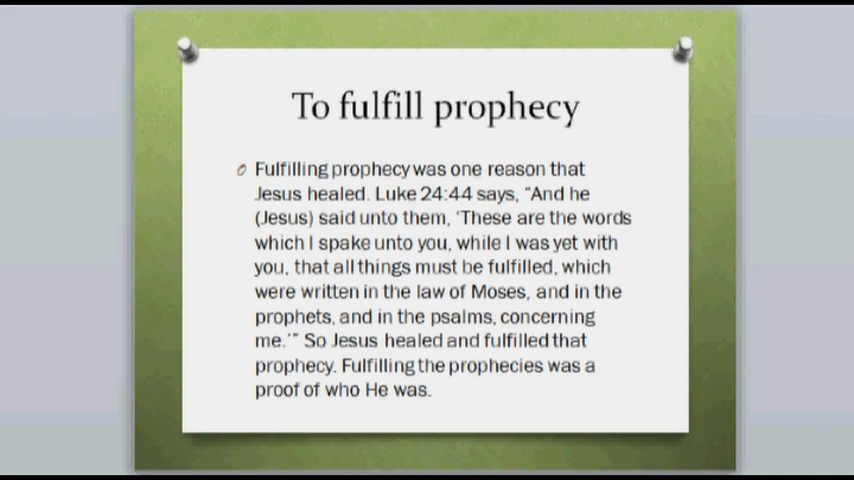 To fulfill prophecy
Fulfilling prophecy was one reason that
Jesus healed. Luke 24:44 says, “And he
(Jesus) said unto them, ‘These are the words
which I spake unto you, while I was yet with
you, that all things must be fulfilled, which
were written in the law of Moses, and in the
prophets, and in the psalms, concerning
me.’” So Jesus healed and fulfilled that
prophecy. Fulfilling the prophecies was a
proof of who He was.